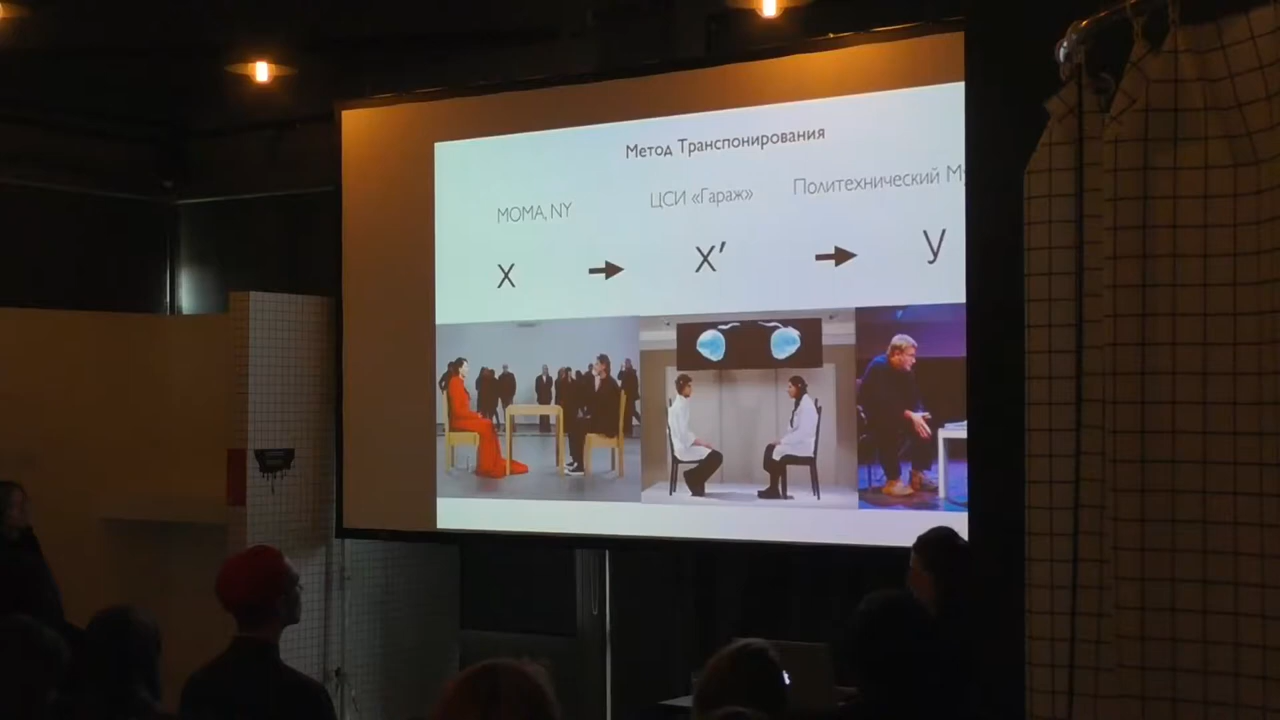 Метод Транспонирования
MOMA, NY
ЦСИ «Гараж»
Политехнический
X
X′
У